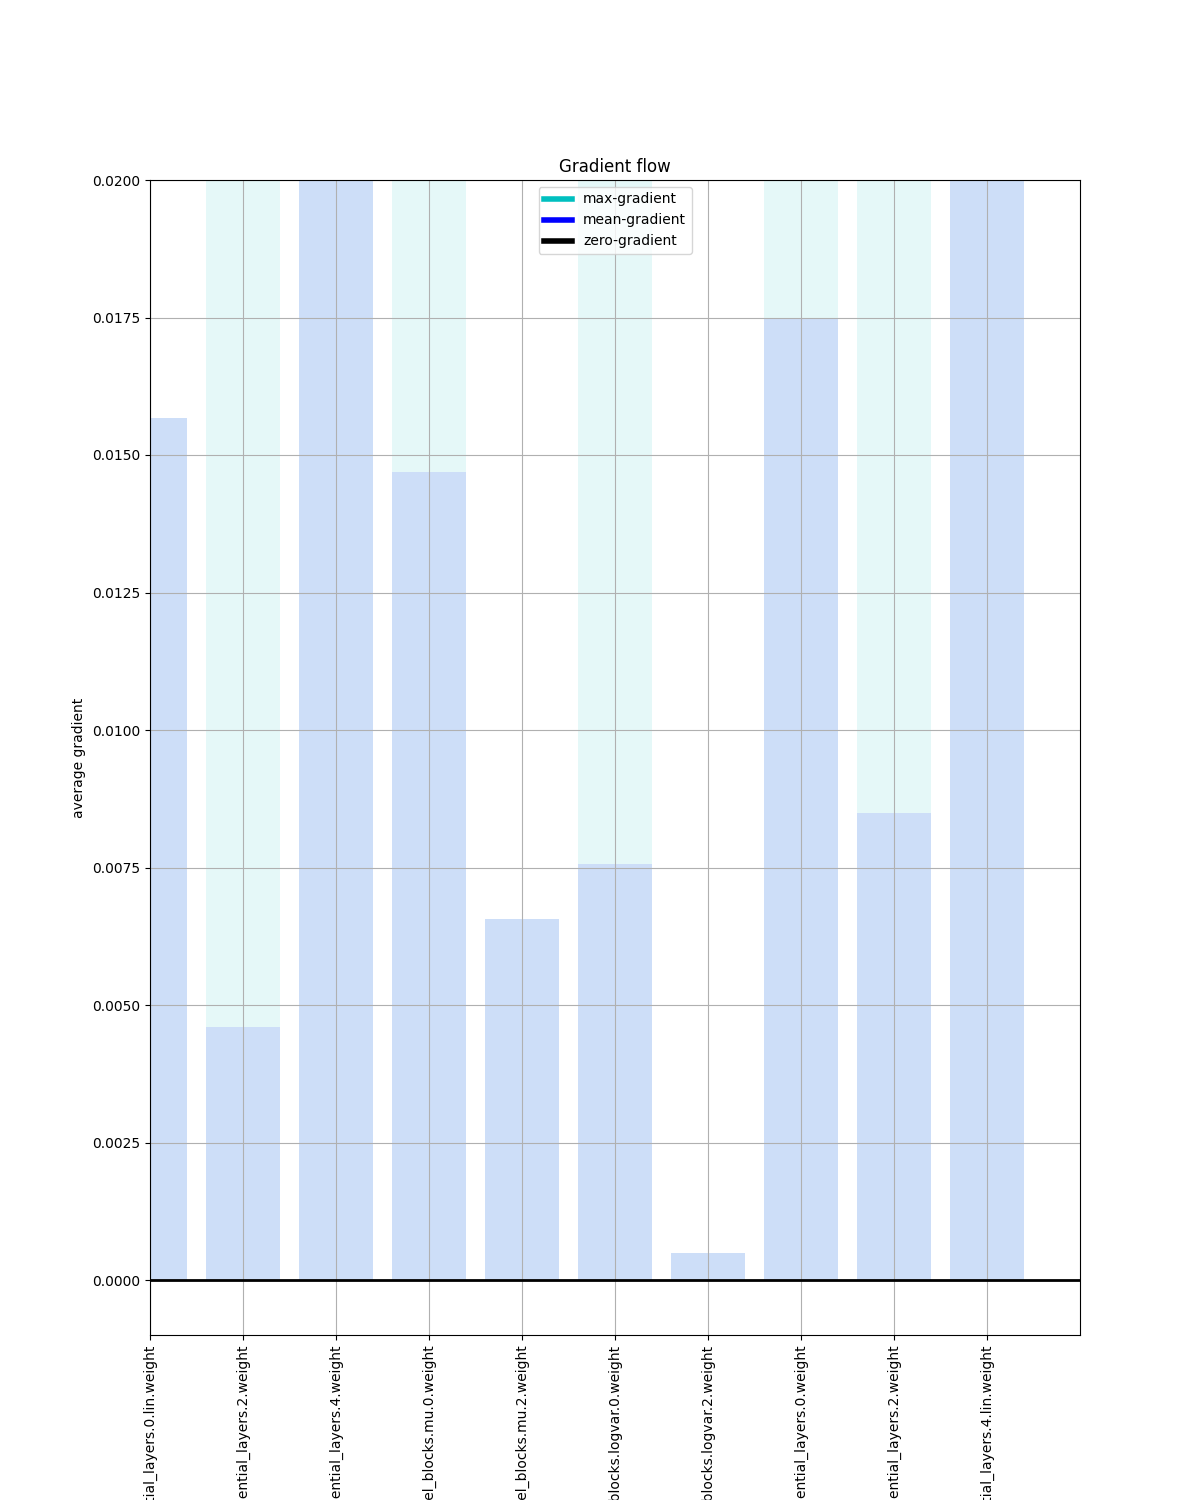 Gradient flow
max-gradient
mean-gradient
zero-gradient
0.0200
0.0175
0.0150
0.0125
0.0100
0.0075
0.0050
0.0025
0.0000
average gradient
tial_layers.0.lin.weight
ential_layers.2.weight
ential_layers.4.weight
el_blocks.mu.0.weight
el_blocks.mu.2.weight
blocks.logvar.0.weight
blocks.logvar.2.weight
ential_layers.0.weight
ential_layers.2.weight
tial_layers.4.lin.weight